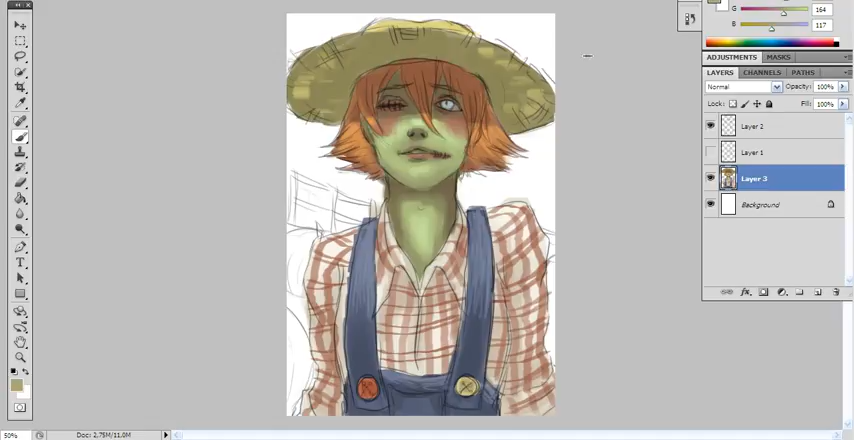 G 164
B 117
ADJUSTMENTS MASKS
LAYERS CHANNELS PATHS
Normal Opacity: 100%
Lock: Fill: 100%
Layer 2
Layer 1
Layer 3
Background
T
50% Doc: 2.75M/11.0M